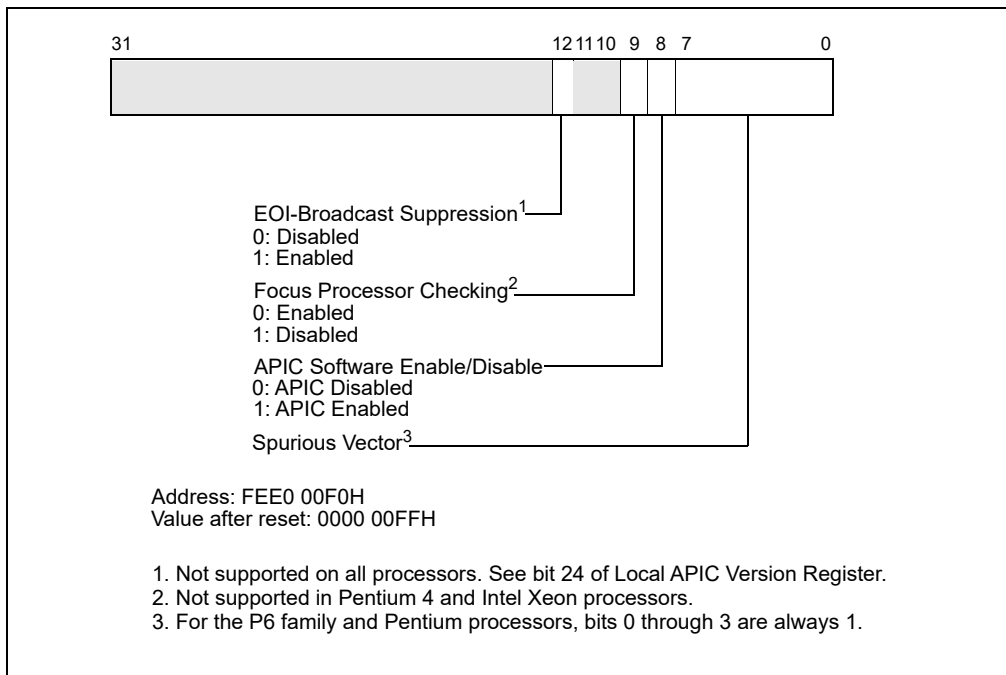 31 12 11 10 9 8 7 0
EOI-Broadcast Suppression1
0: Disabled
1: Enabled
Focus Processor Checking2
0: Enabled
1: Disabled
APIC Software Enable/Disable
0: APIC Disabled
1: APIC Enabled
Spurious Vector3
Address: FEE0 00F0H
Value after reset: 0000 00FFH
1. Not supported on all processors. See bit 24 of Local APIC Version Register.
2. Not supported in Pentium 4 and Intel Xeon processors.
3. For the P6 family and Pentium processors, bits 0 through 3 are always 1.